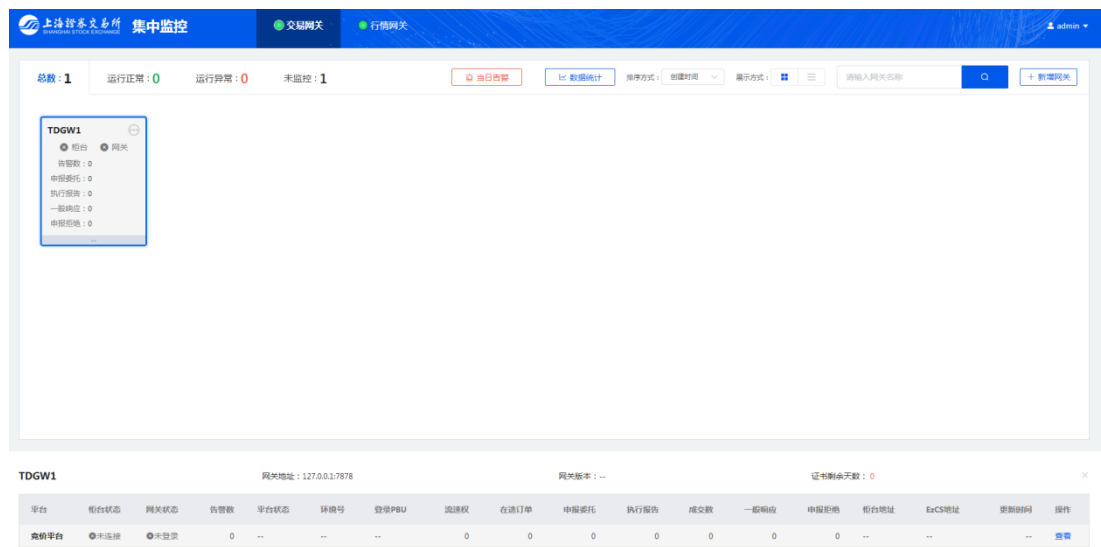 上海證券交易所 集中监控 交易网关 行情网关 admin
SHANGHAI STOCK EXCHANGE
总数：1 运行正常：0 运行异常：0 未监控：1 当日告警 数据统计 排序方式： 创建时间 展示方式： 请输入网关名称 + 新增网关
TDGW1
柜台 网关
告警数：0
申报委托：0
执行报告：0
一般响应：0
申报拒绝：0
--
TDGW1 网关地址：127.0.0.1:7878 网关版本：-- 证书剩余天数：0
平台 柜台状态 网关状态 告警数 平台状态 环境号 登录PBU 流速权 在途订单 申报委托 执行报告 成交数 一般响应 申报拒绝 柜台地址 EzCS地址 更新时间 操作
竞价平台 未连接 未登录 0 -- -- -- 0 0 0 0 0 0 0 -- -- -- 查看